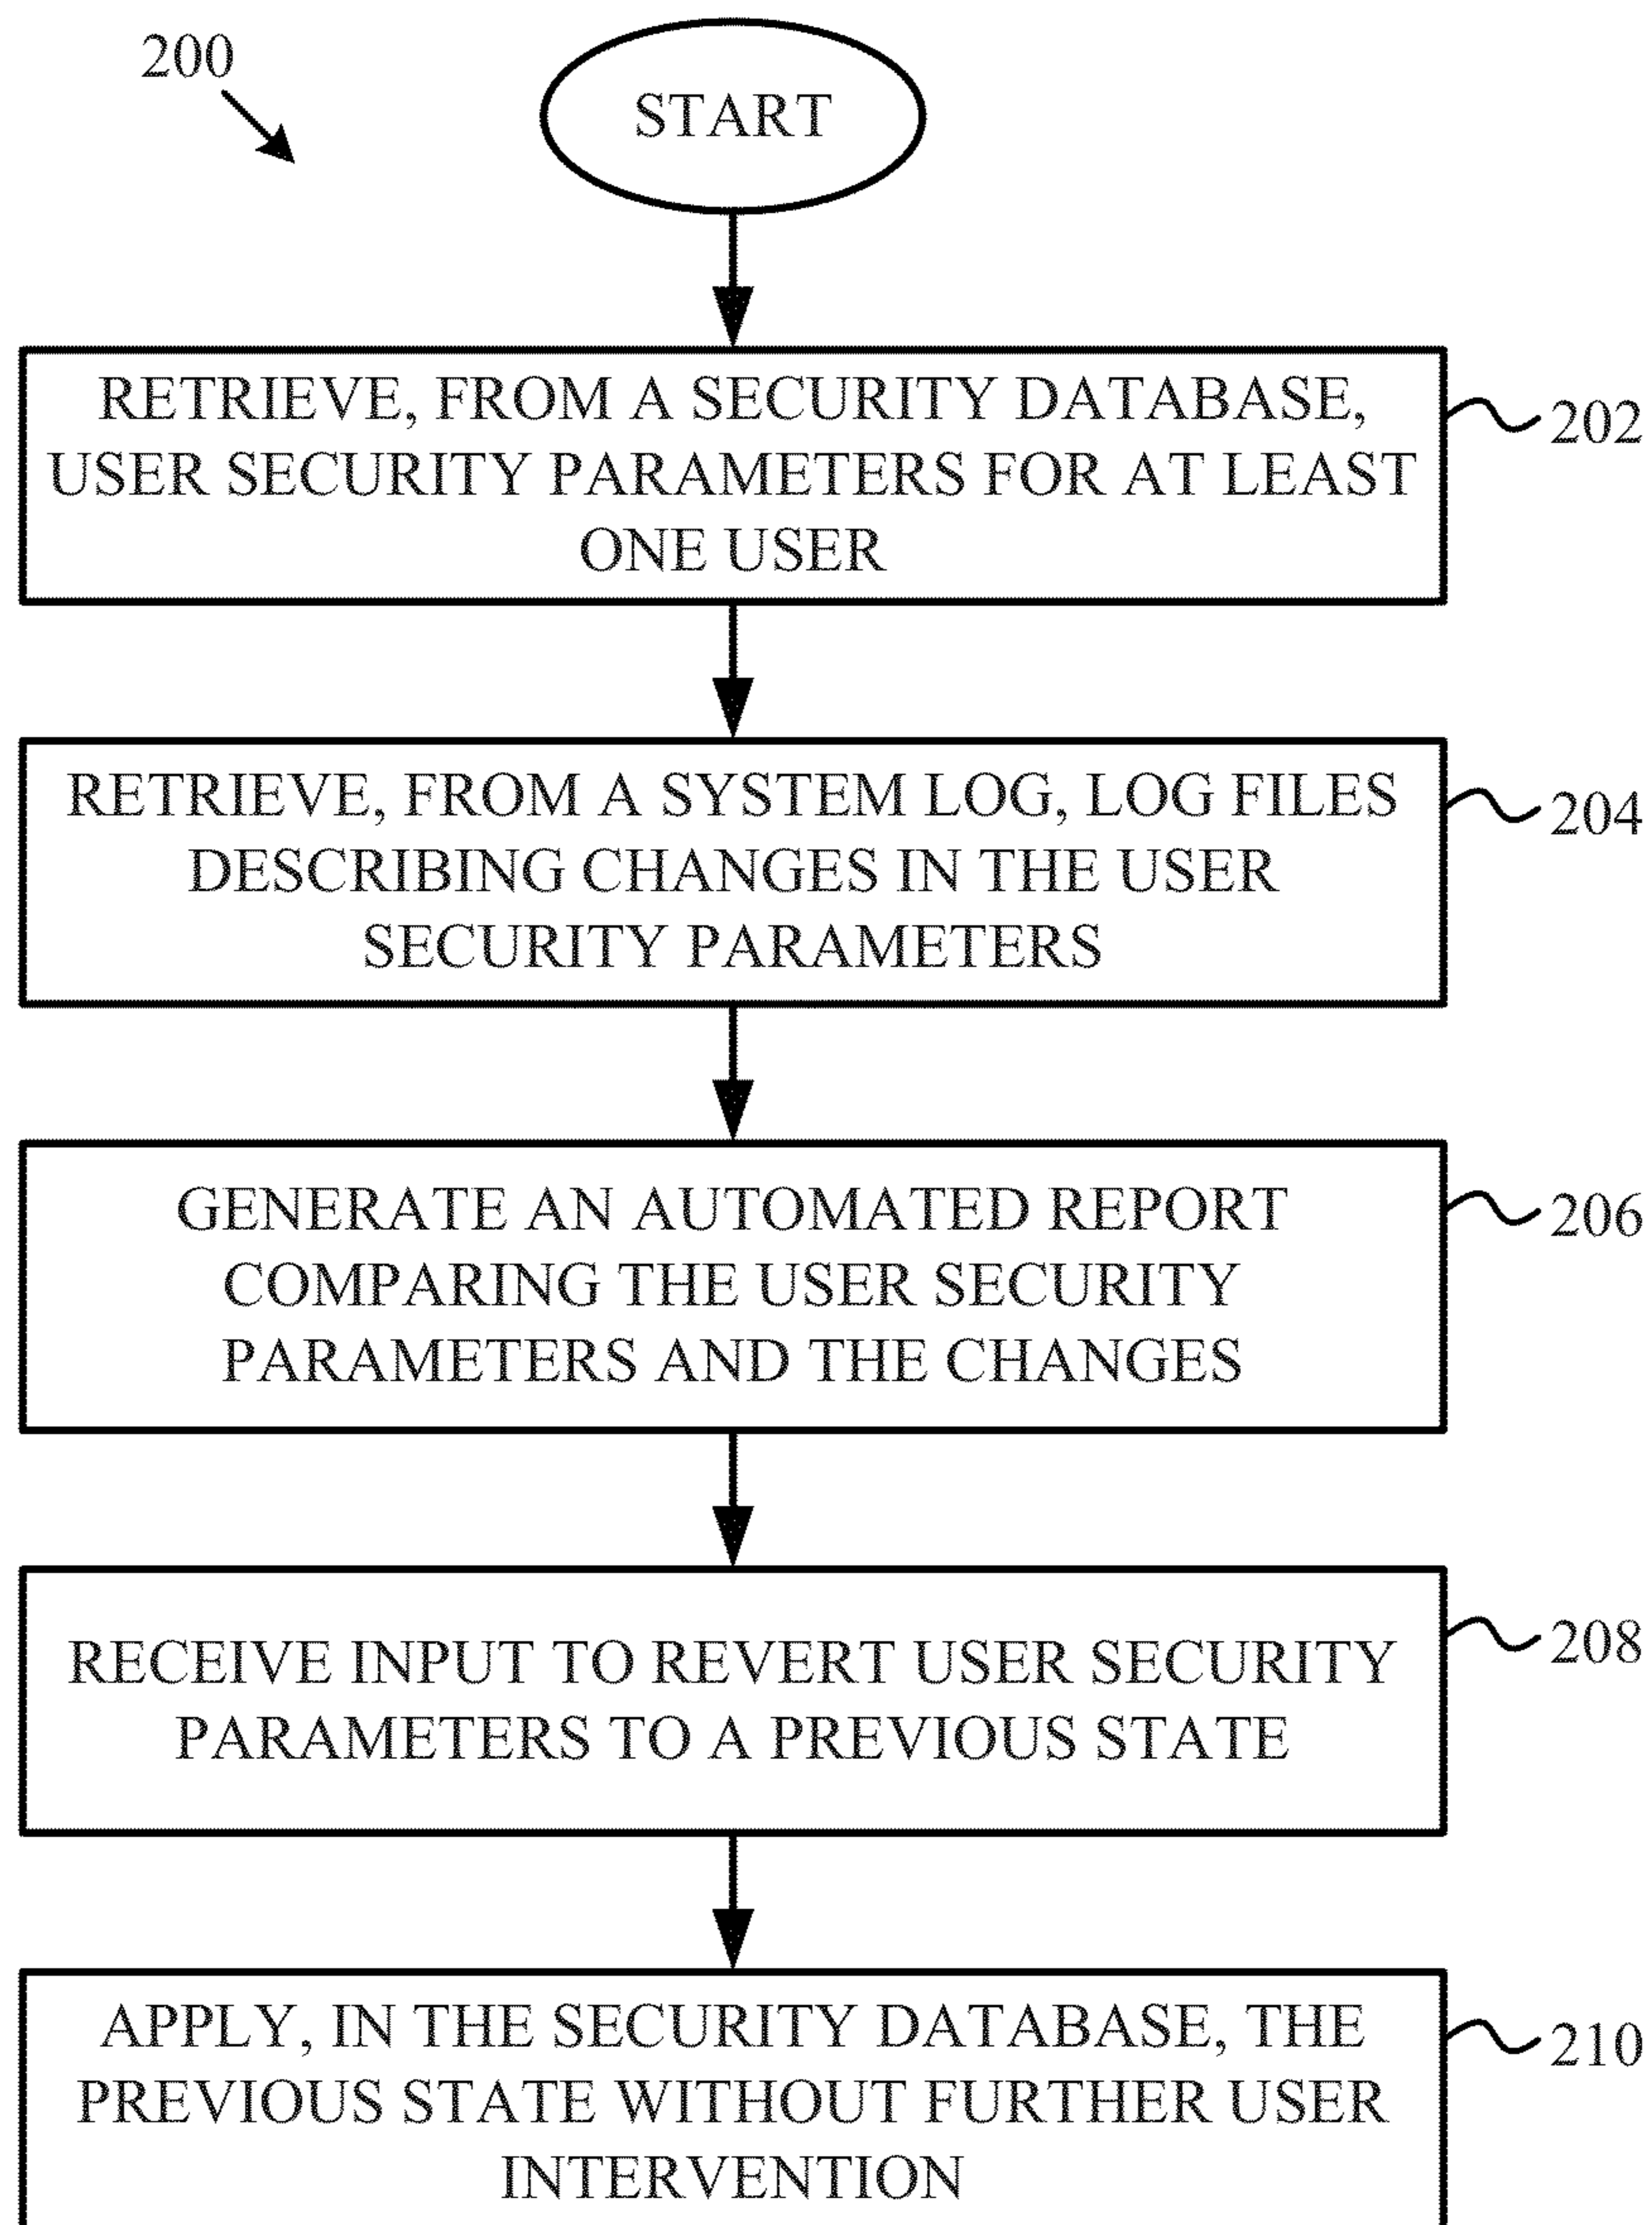 200
START
RETRIEVE, FROM A SECURITY DATABASE,
USER SECURITY PARAMETERS FOR AT LEAST
ONE USER
202
RETRIEVE, FROM A SYSTEM LOG, LOG FILES
DESCRIBING CHANGES IN THE USER
SECURITY PARAMETERS
204
GENERATE AN AUTOMATED REPORT
COMPARING THE USER SECURITY
PARAMETERS AND THE CHANGES
206
RECEIVE INPUT TO REVERT USER SECURITY
PARAMETERS TO A PREVIOUS STATE
208
APPLY, IN THE SECURITY DATABASE, THE
PREVIOUS STATE WITHOUT FURTHER USER
INTERVENTION
210